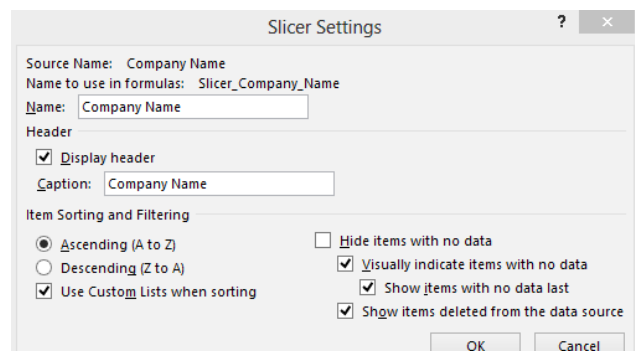 Slicer Settings
?
Source Name: Company Name
Name to use in formulas: Slicer_Company_Name
Name: Company Name
Header
Display header
Caption: Company Name
Item Sorting and Filtering
Ascending (A to Z)
Descending (Z to A)
Use Custom Lists when sorting
Hide items with no data
Visually indicate items with no data
Show items with no data last
Show items deleted from the data source
OK Cancel